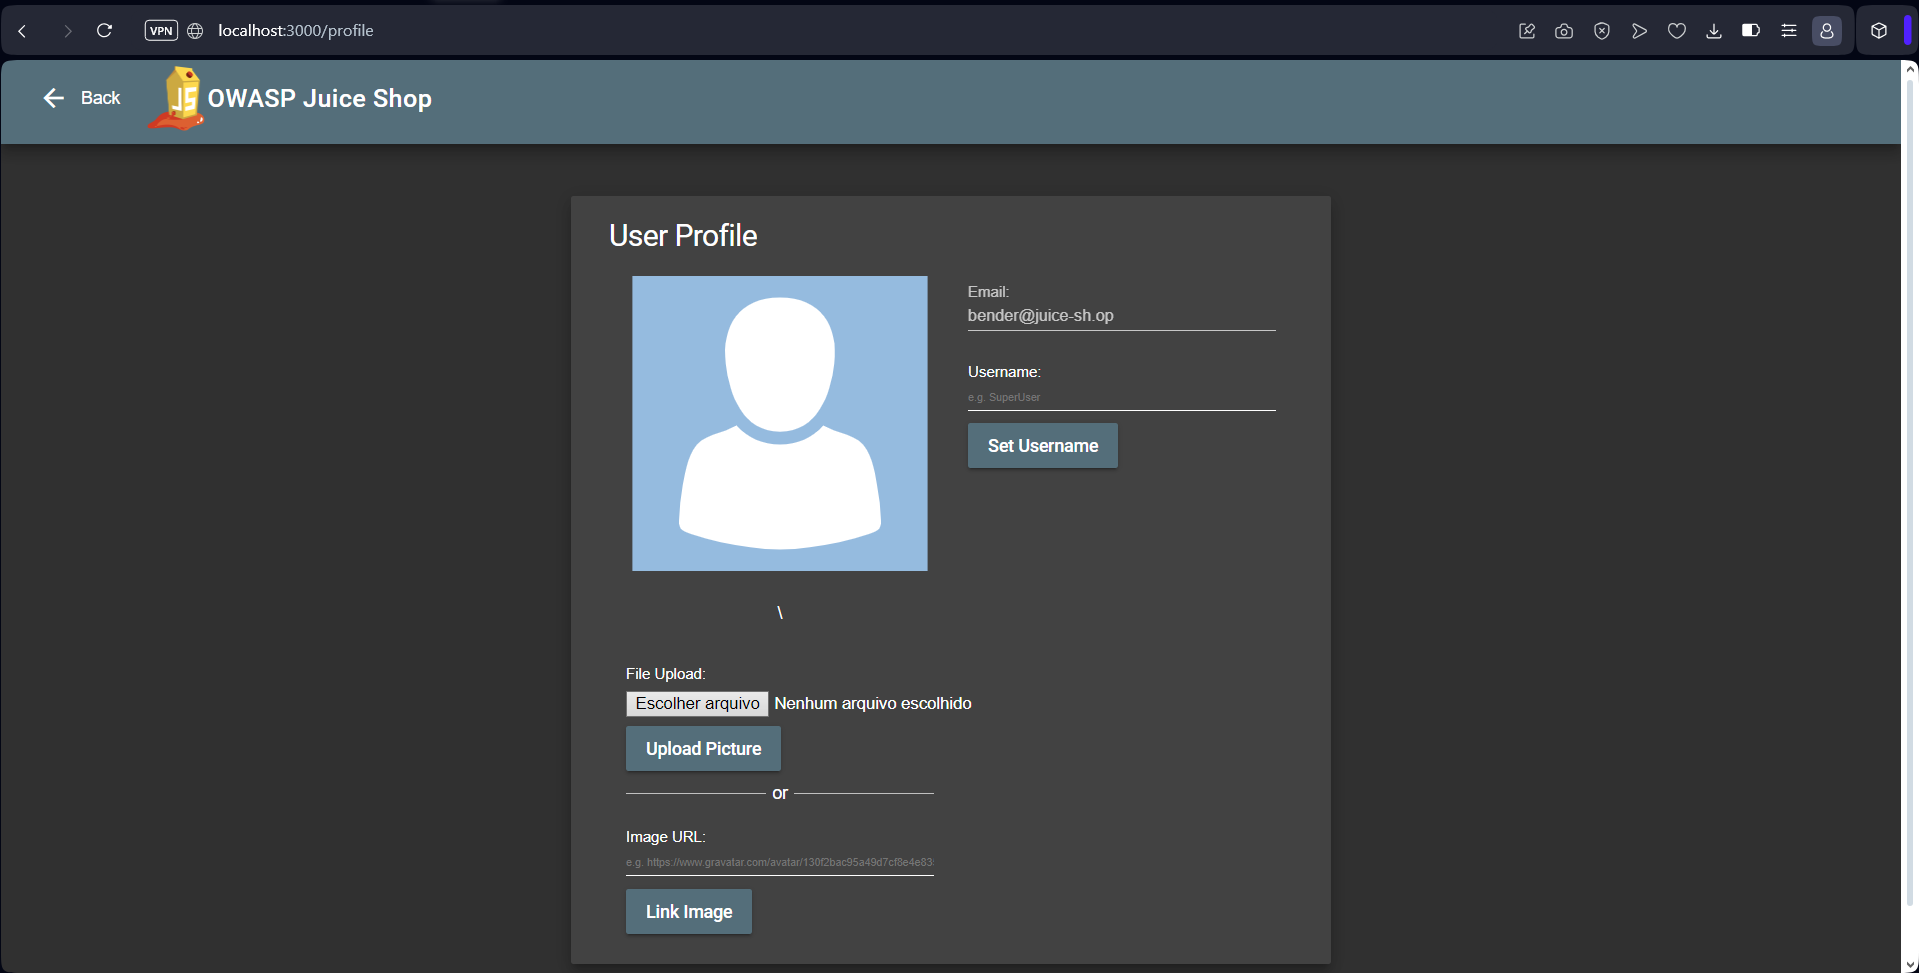 VPN localhost:3000/profile
Back
JS OWASP Juice Shop
User Profile
Email:
bender@juice-sh.op
Username:
e.g. SuperUser
Set Username
\
File Upload:
Escolher arquivo Nenhum arquivo escolhido
Upload Picture
or
Image URL:
e.g. https://www.gravatar.com/avatar/130f2bac95a49d7cf8e4e83
Link Image